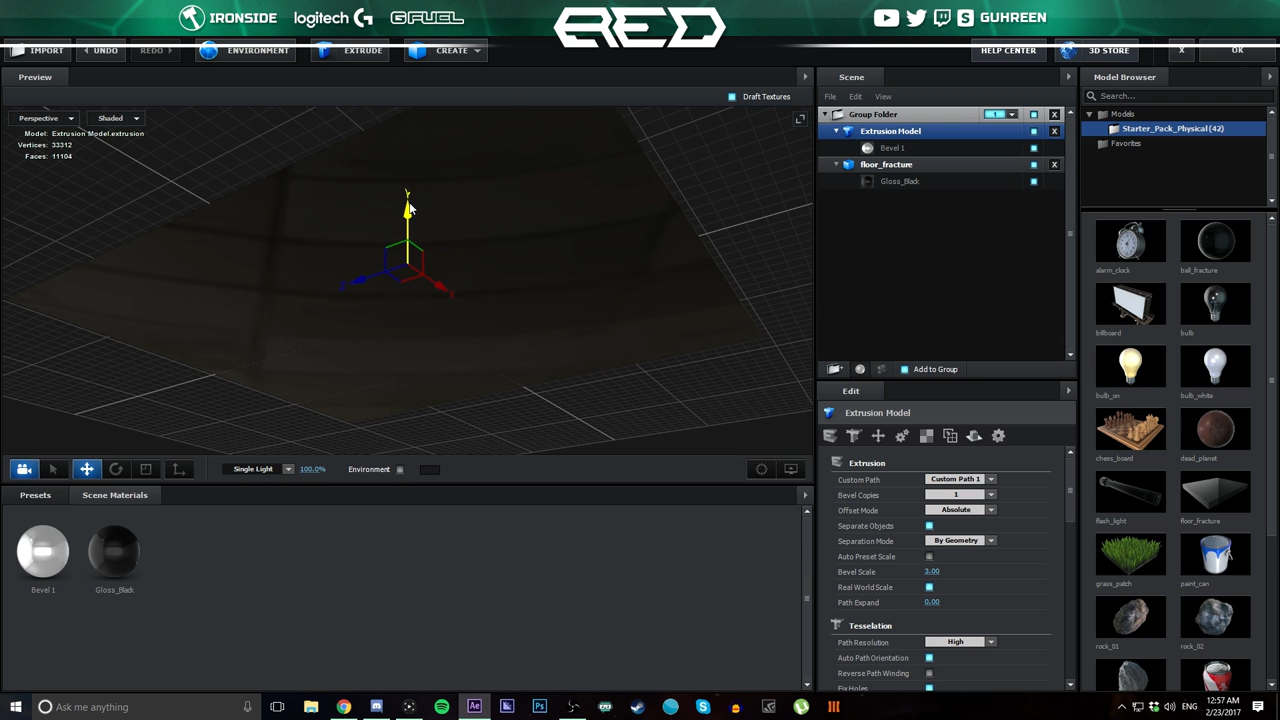 IRONSIDE
logitech G
G FUEL
RED
GUHREEN
IMPORT
UNDO
REDO
ENVIRONMENT
EXTRUDE
CREATE
HELP CENTER
3D STORE
X
OK
Preview
Draft Textures
Perspective
Shaded
Model: Extrusion Model.extrusion
Vertices: 33312
Faces: 11104
Y
X
Z
Single Light
100.0%
Environment
Presets
Scene Materials
Bevel 1
Gloss_Black
Scene
File
Edit
View
Group Folder
1
X
Extrusion Model
X
Bevel 1
floor_fracture
X
Gloss_Black
Add to Group
Edit
Extrusion Model
Extrusion
Custom Path
Custom Path 1
Bevel Copies
1
Offset Mode
Absolute
Separate Objects
Separation Mode
By Geometry
Auto Preset Scale
Bevel Scale
3.00
Real World Scale
Path Expand
0.00
Tesselation
Path Resolution
High
Auto Path Orientation
Reverse Path Winding
Fix Holes
Model Browser
Search...
Models
Starter_Pack_Physical (42)
Favorites
alarm_clock
ball_fracture
billboard
bulb
bulb_on
bulb_white
chess_board
dead_planet
flash_light
floor_fracture
grass_patch
paint_can
rock_01
rock_02
Ask me anything
Ae
Ps
12:57 AM
2/23/2017